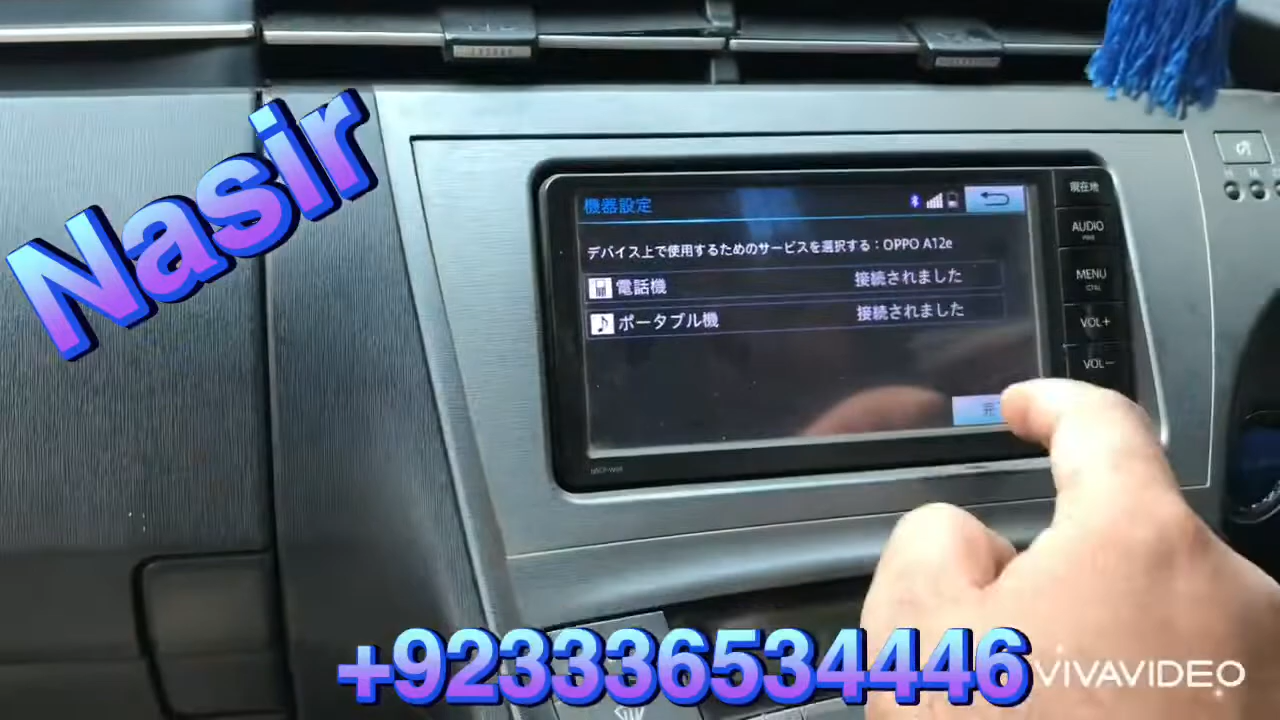 Nasir
機器設定
デバイス上で使用するためのサービスを選択する：OPPO A12e
電話機 接続されました
ポータブル機 接続されました
完
現在地
AUDIO
MENU
VOL+
VOL−
+923336534446
VIVAVIDEO